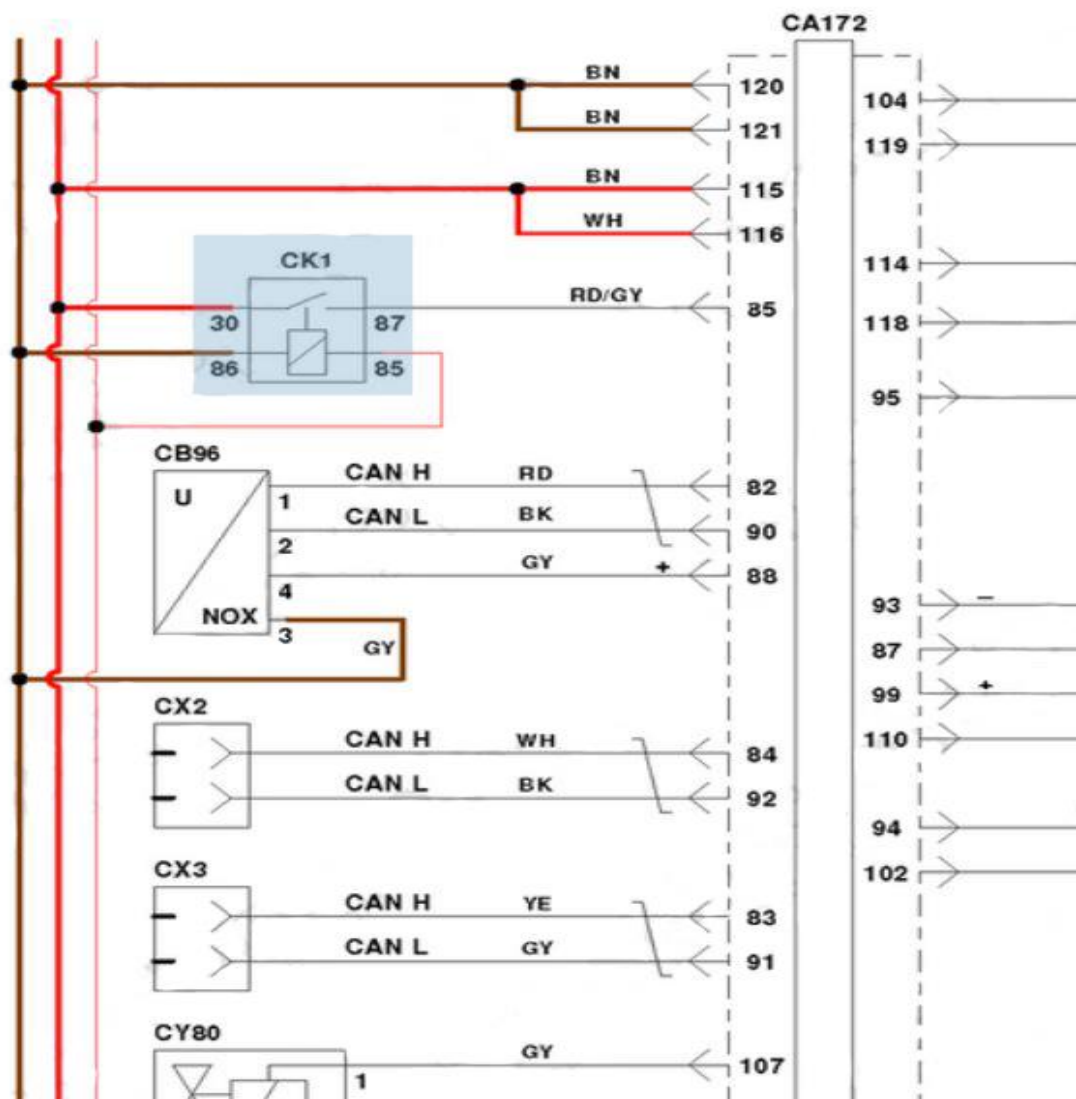 CA172
BN 120
104
BN 121
119
BN 115
WH 116
CK1
114
30 87 RD/GY 85
118
86 85
95
CB96
U
CAN H RD 82
1
CAN L BK 90
2
GY + 88
4
93 –
NOX
3
GY
87
99 +
CX2
CAN H WH 84
110
CAN L BK 92
94
CX3
102
CAN H YE 83
CAN L GY 91
CY80
GY 107
1